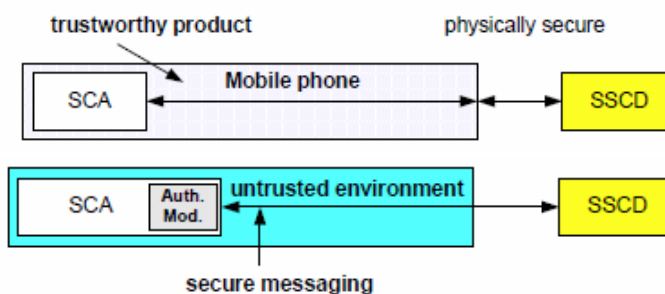 trustworthy product
physically secure
Mobile phone
SCA
SSCD
untrusted environment
SCA
Auth.
Mod.
SSCD
secure messaging